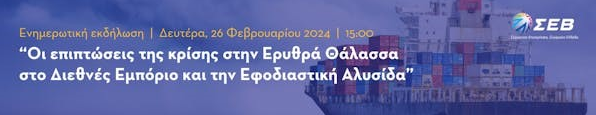 Ενημερωτική εκδήλωση | Δευτέρα, 26 Φεβρουαρίου 2024 | 15:00
“Οι επιπτώσεις της κρίσης στην Ερυθρά Θάλασσα
στο Διεθνές Εμπόριο και την Εφοδιαστική Αλυσίδα”
ΣΕΒ